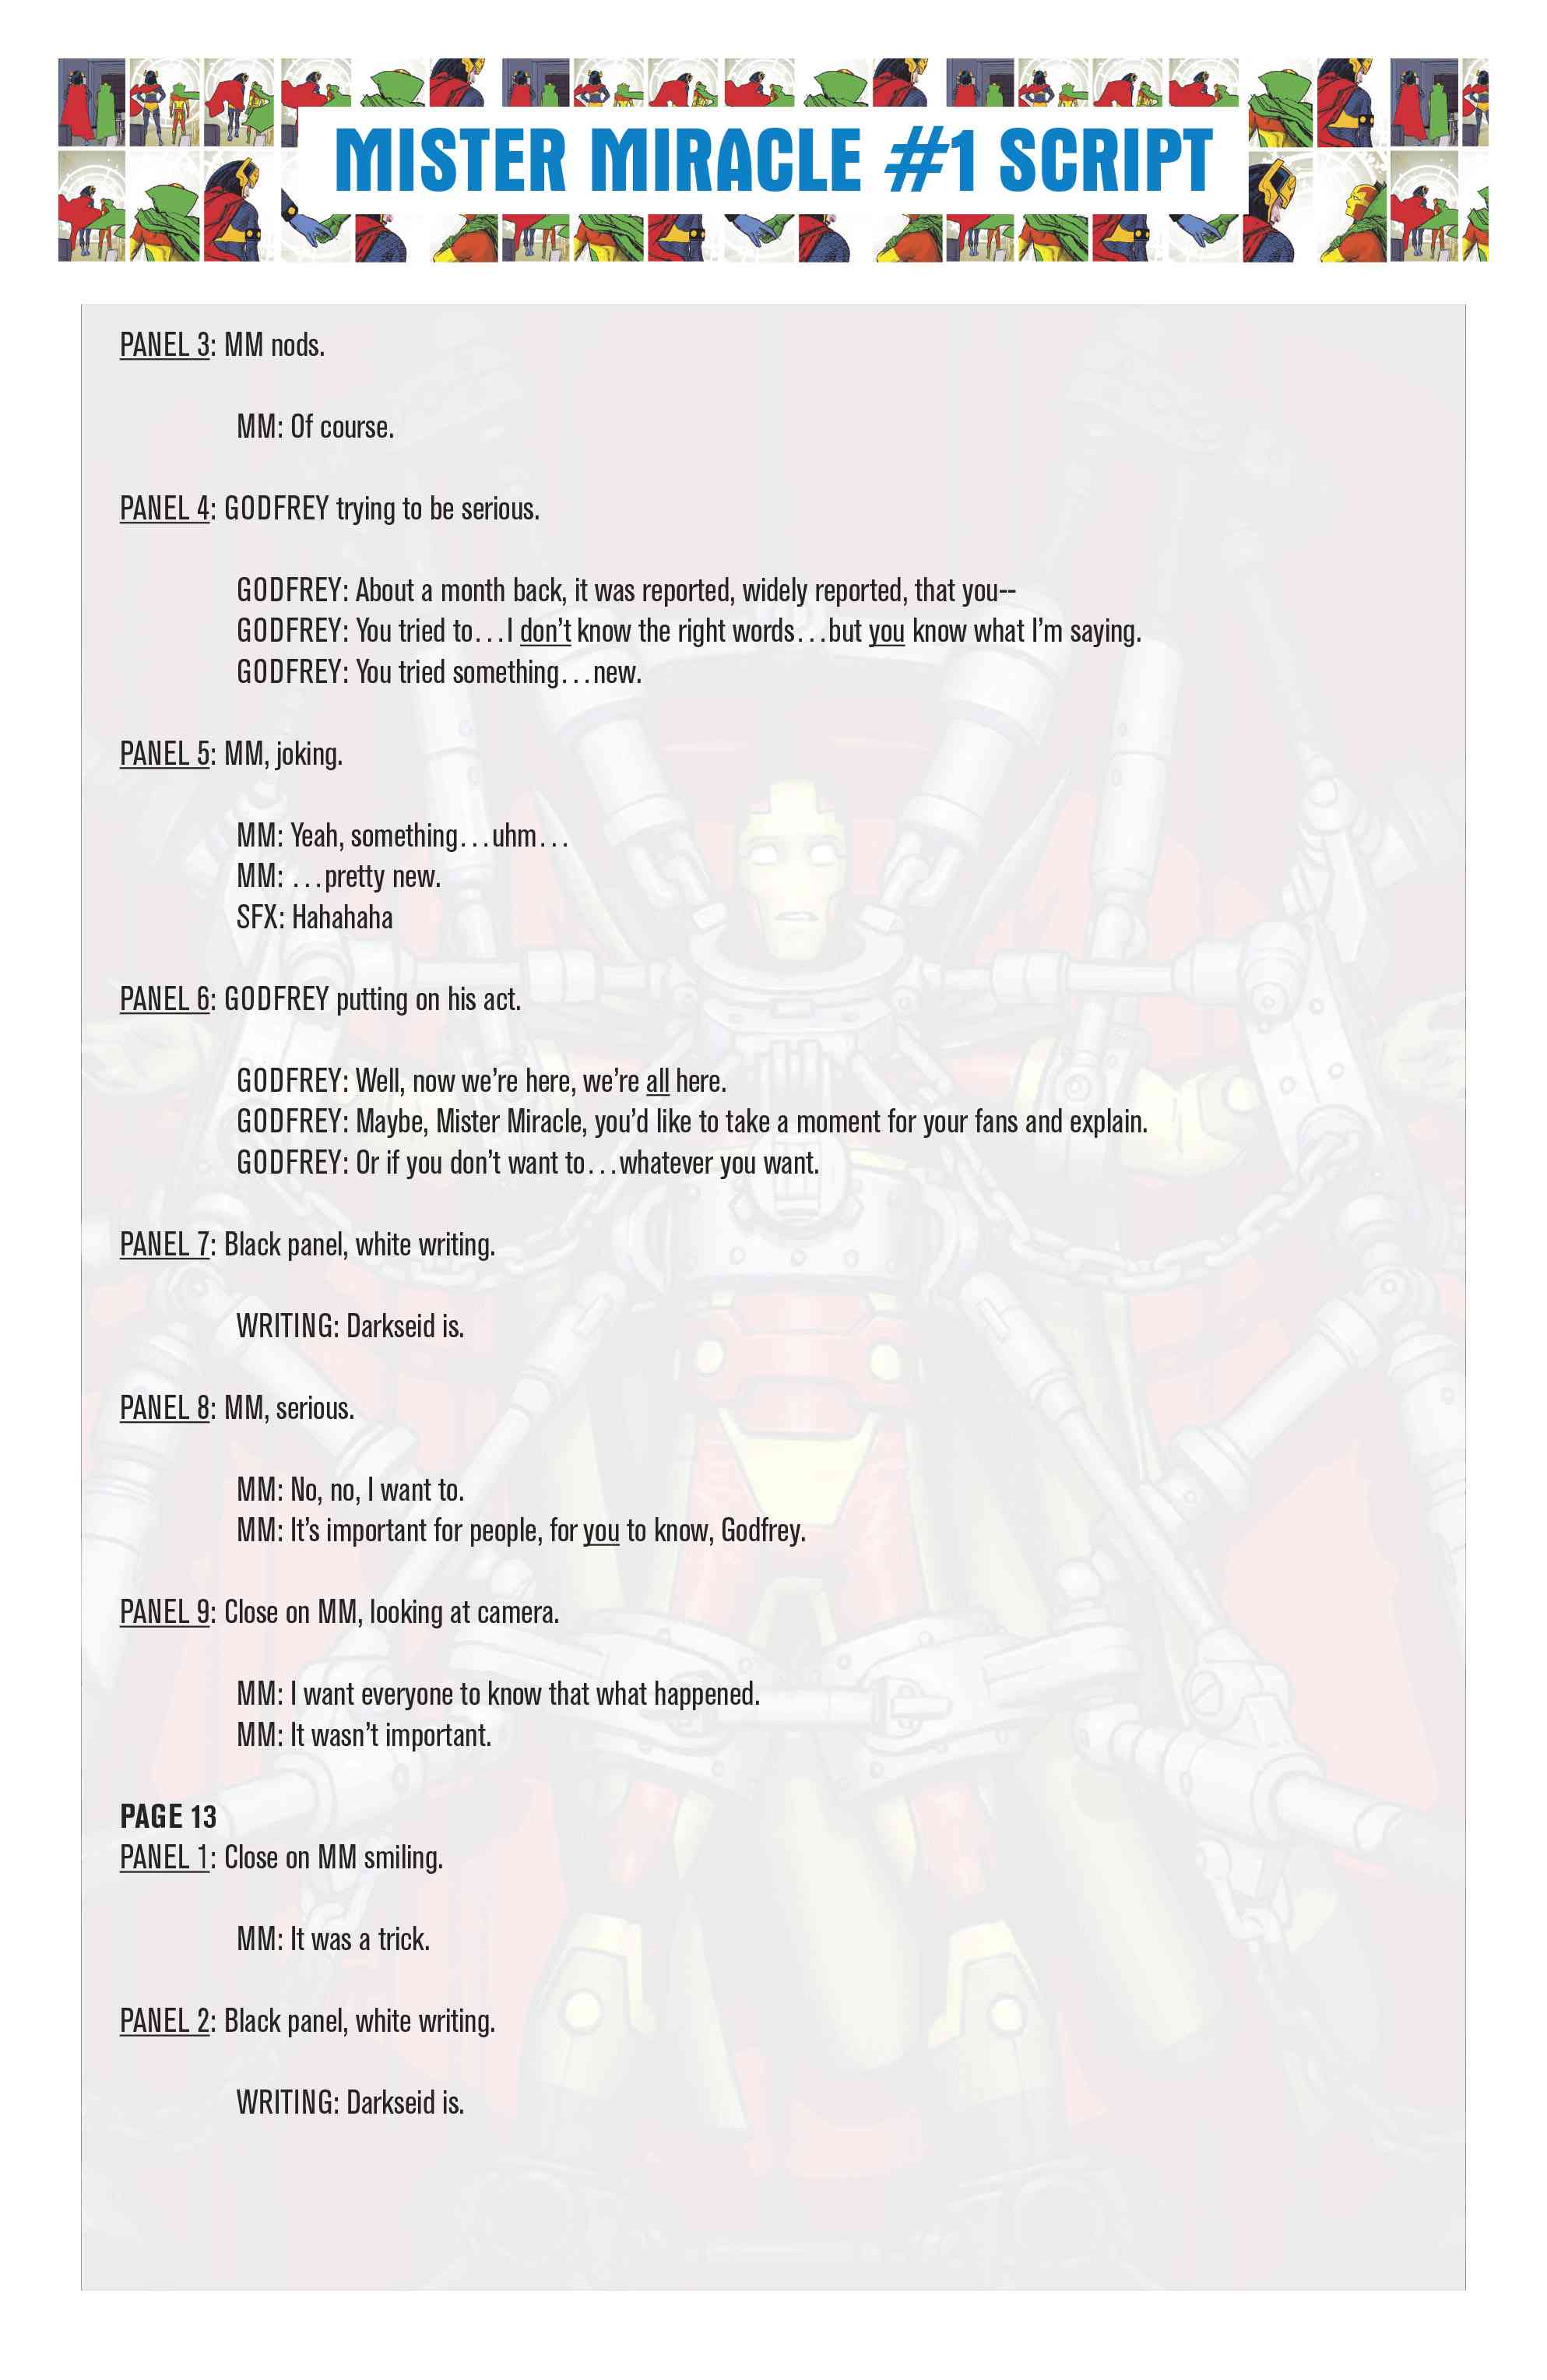 MISTER MIRACLE #1 SCRIPT
PANEL 3: MM nods.
MM: Of course.
PANEL 4: GODFREY trying to be serious.
GODFREY: About a month back, it was reported, widely reported, that you--
GODFREY: You tried to...I don't know the right words...but you know what I'm saying.
GODFREY: You tried something...new.
PANEL 5: MM, joking.
MM: Yeah, something...uhm...
MM: ...pretty new.
SFX: Hahahaha
PANEL 6: GODFREY putting on his act.
GODFREY: Well, now we're here, we're all here.
GODFREY: Maybe, Mister Miracle, you'd like to take a moment for your fans and explain.
GODFREY: Or if you don't want to...whatever you want.
PANEL 7: Black panel, white writing.
WRITING: Darkseid is.
PANEL 8: MM, serious.
MM: No, no, I want to.
MM: It's important for people, for you to know, Godfrey.
PANEL 9: Close on MM, looking at camera.
MM: I want everyone to know that what happened.
MM: It wasn't important.
PAGE 13
PANEL 1: Close on MM smiling.
MM: It was a trick.
PANEL 2: Black panel, white writing.
WRITING: Darkseid is.